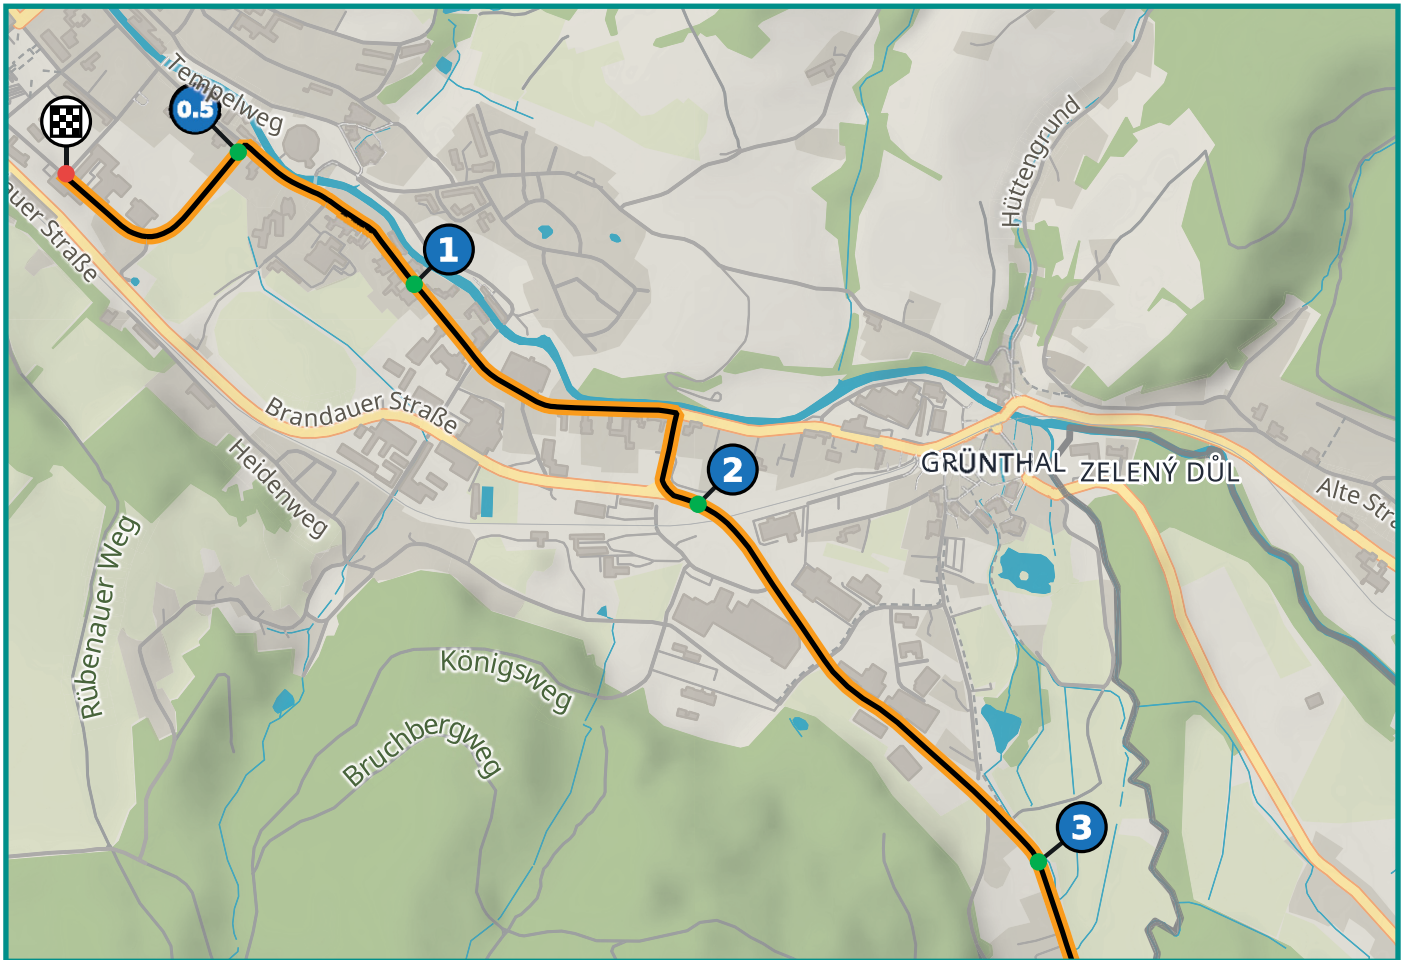 Tempelweg
0.5
Hüttengrund
1
auer Straße
Brandauer Straße
Heidenweg
2
GRÜNTHAL
ZELENÝ DŮL
Alte Stra
Rübenauer Weg
Königsweg
Bruchbergweg
3